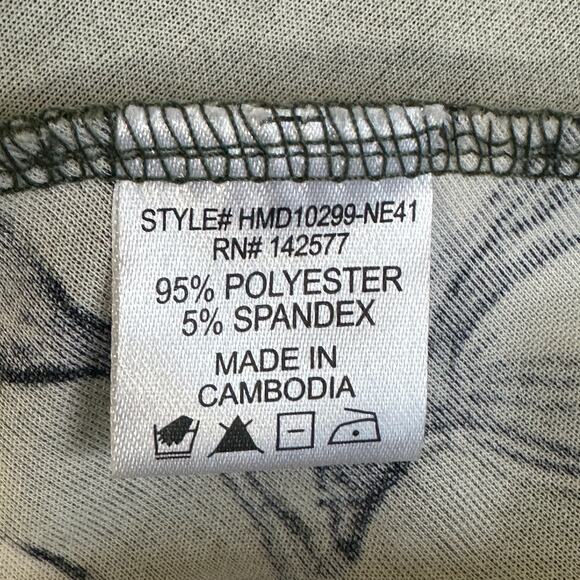 STYLE# HMD10299-NE41
RN# 142577
95% POLYESTER
5% SPANDEX
MADE IN
CAMBODIA